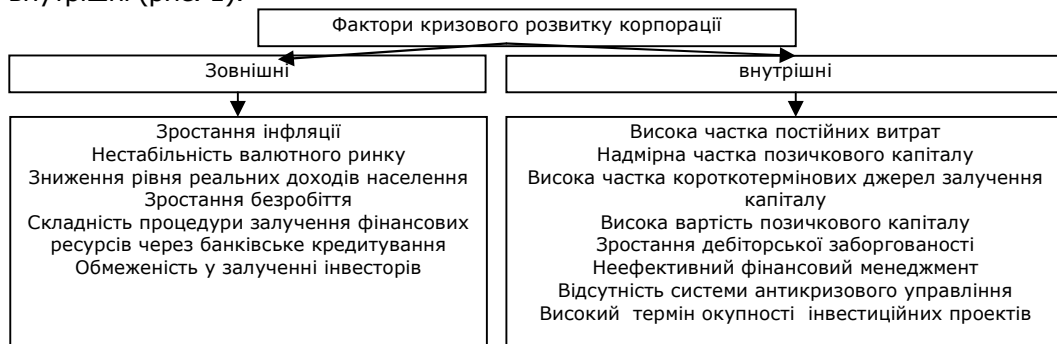 внутрішні (рис. 1).
Фактори кризового розвитку корпорації
Зовнішні
внутрішні
Зростання інфляції
Нестабільність валютного ринку
Зниження рівня реальних доходів населення
Зростання безробіття
Складність процедури залучення фінансових
ресурсів через банківське кредитування
Обмеженість у залученні інвесторів
Висока частка постійних витрат
Надмірна частка позичкового капіталу
Висока частка короткотермінових джерел залучення
капіталу
Висока вартість позичкового капіталу
Зростання дебіторської заборгованості
Неефективний фінансовий менеджмент
Відсутність системи антикризового управління
Високий термін окупності інвестиційних проектів